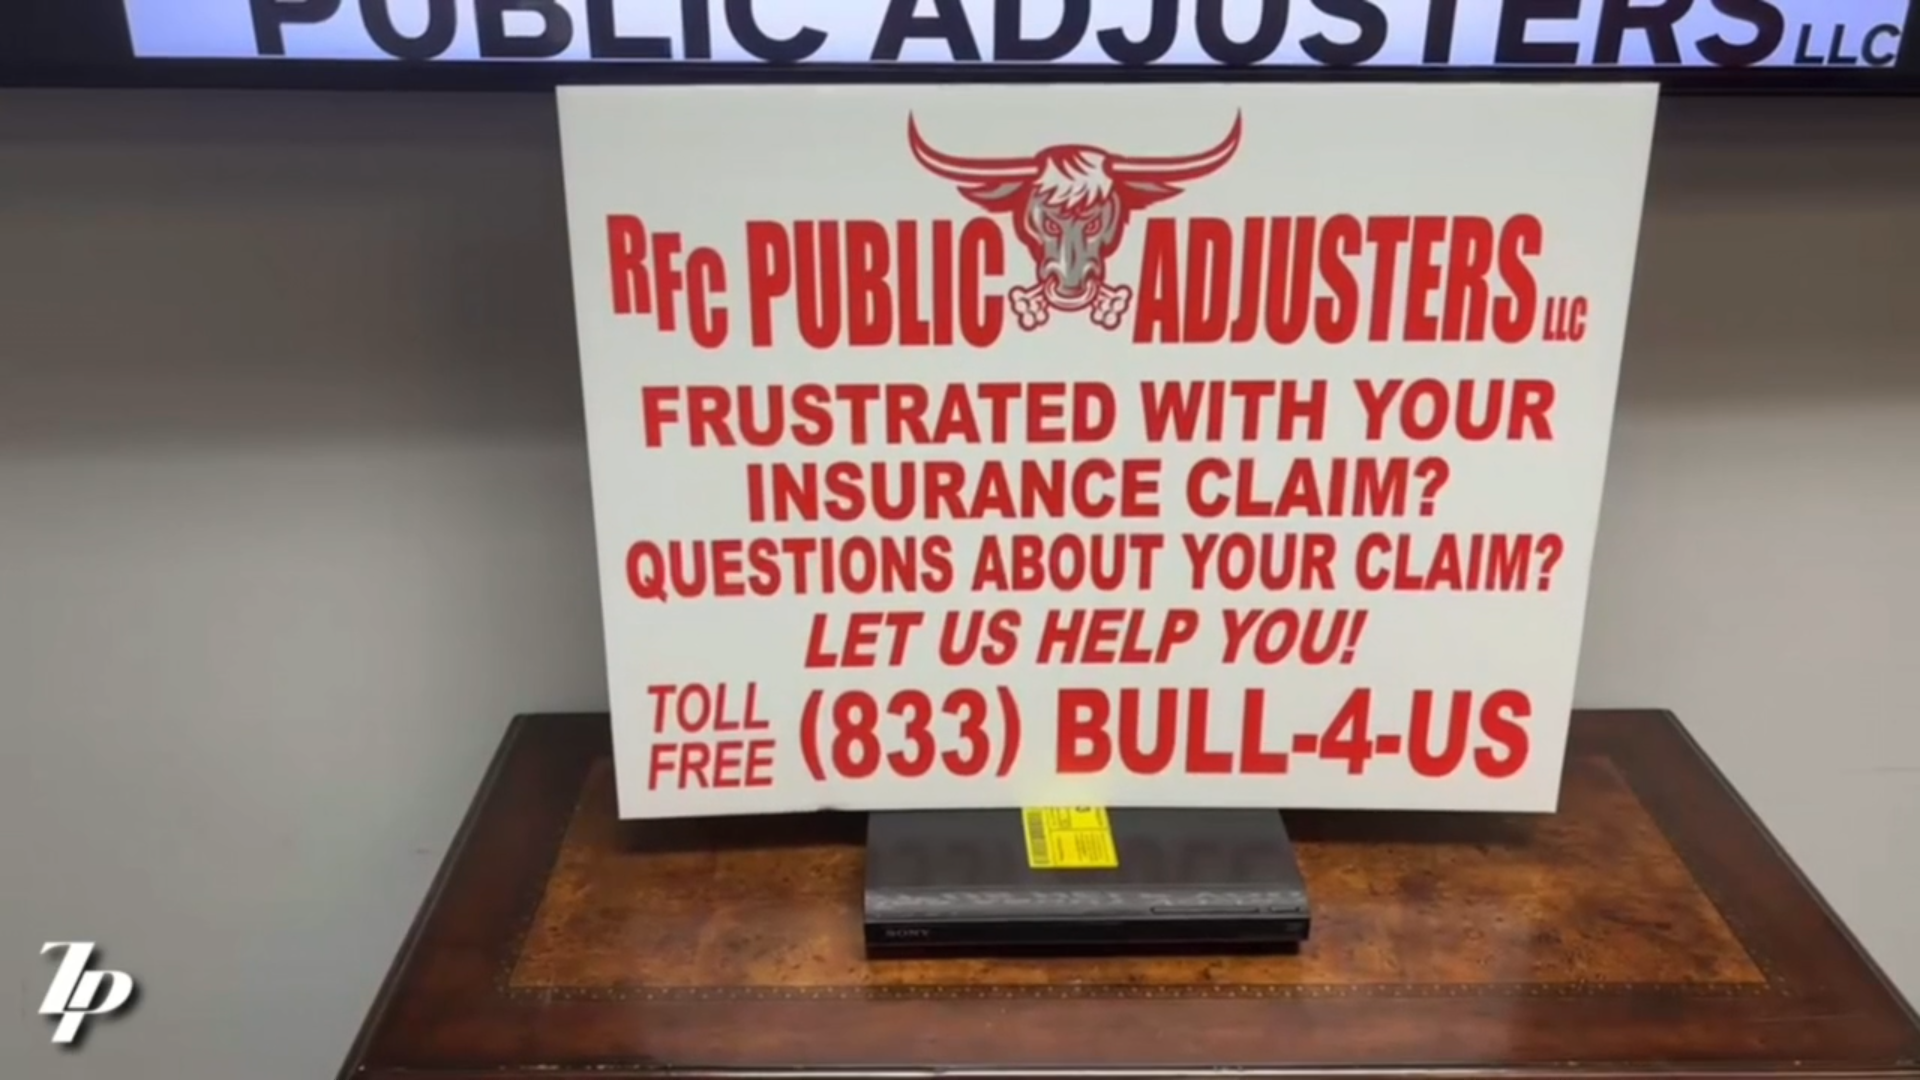 PUBLIC ADJUSTERS LLC
RFC PUBLIC ADJUSTERS LLC
FRUSTRATED WITH YOUR
INSURANCE CLAIM?
QUESTIONS ABOUT YOUR CLAIM?
LET US HELP YOU!
TOLL FREE (833) BULL-4-US
SONY
ZP